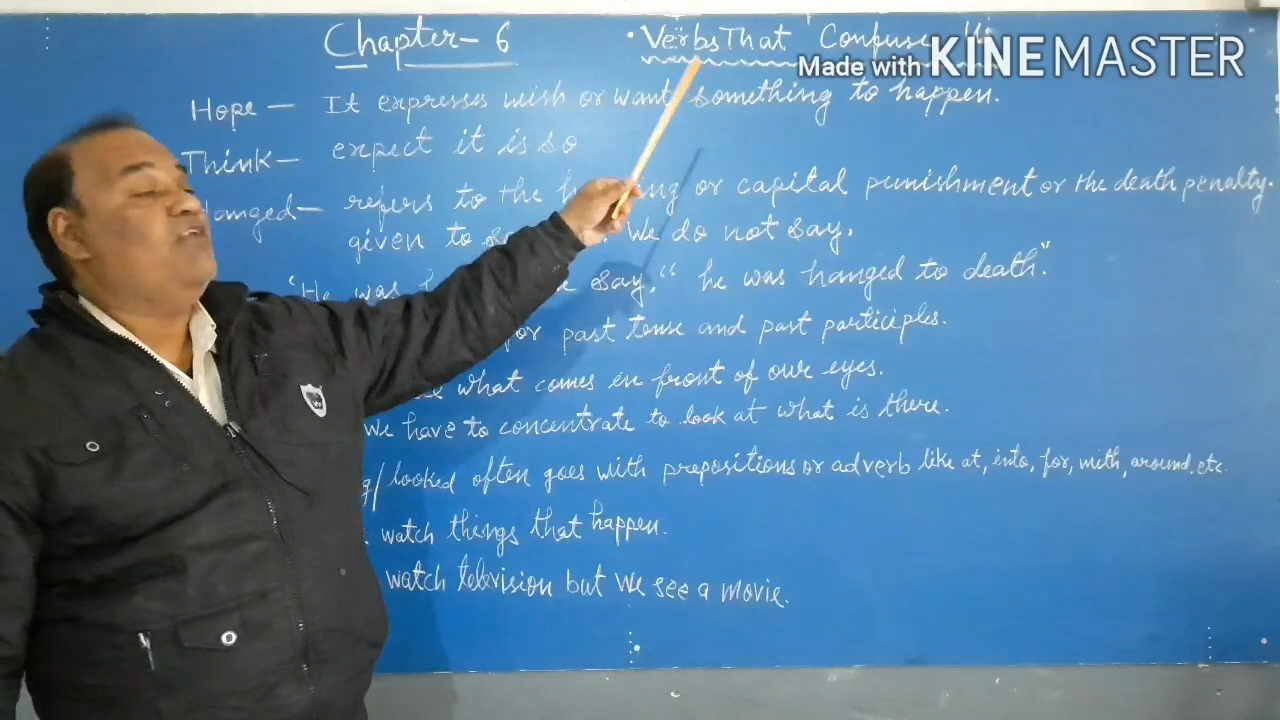 Chapter-6 • Verbs That Confuse Us
Made with KINEMASTER
Hope — It expresses wish or want something to happen.
Think — expect it is so
Hanged — refers to the or capital punishment or the death penalty.
given to We do not say.
"He was say, "he was hanged to death."
for past tense and past participles.
what comes in front of our eyes.
We have to concentrate to look at what is there.
/looked often goes with prepositions or adverb like at, into, for, with, around, etc.
watch things that happen.
watch television but we see a movie.